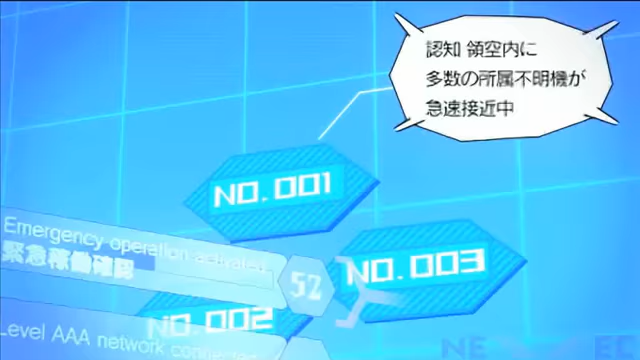 認知 領空内に
多数の所属不明機が
急速接近中
NO.001
Emergency operation activated
緊急稼働確認
52
NO.003
NO.002
Level AAA network connected